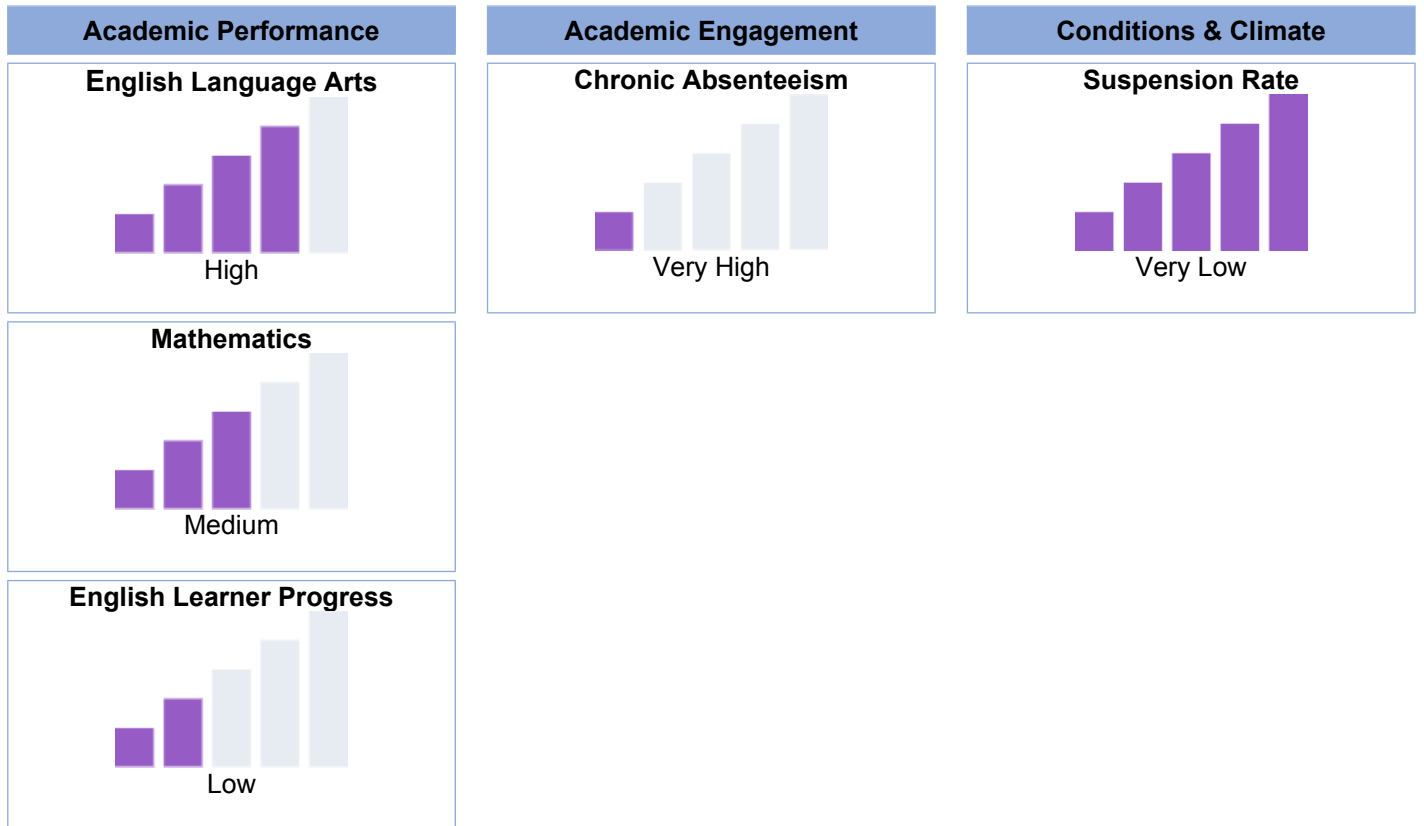 Academic Performance
Academic Engagement
Conditions & Climate
English Language Arts
High
Chronic Absenteeism
Very High
Suspension Rate
Very Low
Mathematics
Medium
English Learner Progress
Low